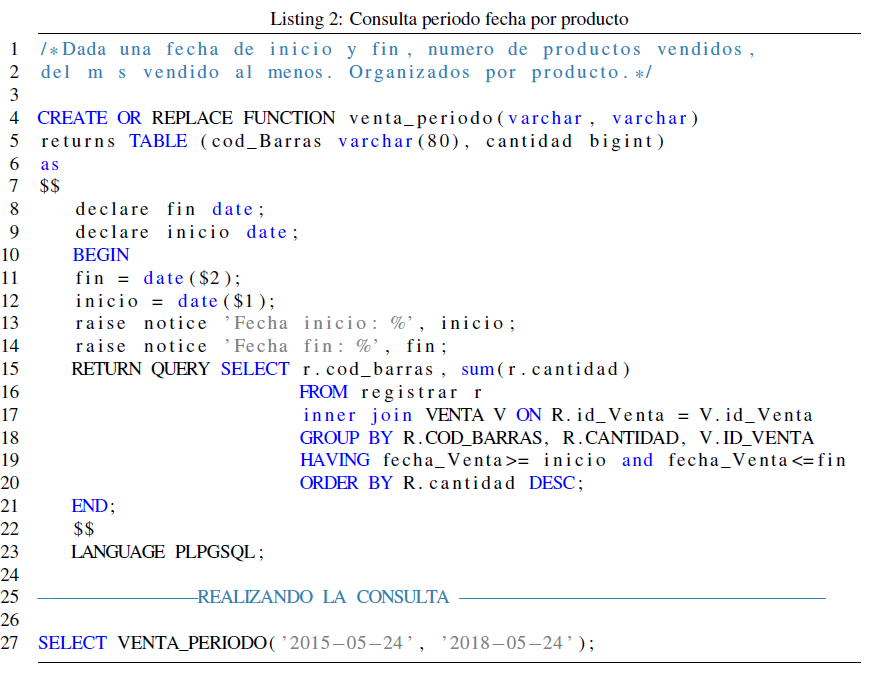 Listing 2: Consulta periodo fecha por producto
1 /*Dada una fecha de inicio y fin, numero de productos vendidos,
2 del m s vendido al menos. Organizados por producto.*/
3
4 CREATE OR REPLACE FUNCTION venta_periodo(varchar, varchar)
5 returns TABLE (cod_Barras varchar(80), cantidad bigint)
6 as
7 $$
8 declare fin date;
9 declare inicio date;
10 BEGIN
11 fin = date($2);
12 inicio = date($1);
13 raise notice 'Fecha inicio: %', inicio;
14 raise notice 'Fecha fin: %', fin;
15 RETURN QUERY SELECT r.cod_barras, sum(r.cantidad)
16 FROM registrar r
17 inner join VENTA V ON R.id_Venta = V.id_Venta
18 GROUP BY R.COD_BARRAS, R.CANTIDAD, V.ID_VENTA
19 HAVING fecha_Venta>= inicio and fecha_Venta<=fin
20 ORDER BY R.cantidad DESC;
21 END;
22 $$
23 LANGUAGE PLPGSQL;
24
25 ——————————REALIZANDO LA CONSULTA ——————————————————————
26
27 SELECT VENTA_PERIODO('2015−05−24', '2018−05−24');